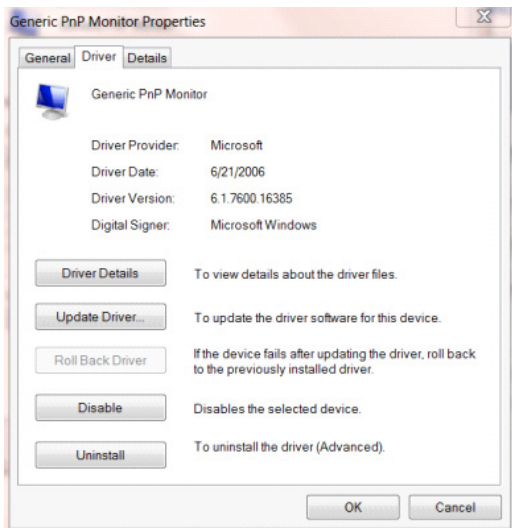 Generic PnP Monitor Properties
General Driver Details
Generic PnP Monitor
Driver Provider: Microsoft
Driver Date: 6/21/2006
Driver Version: 6.1.7600.16385
Digital Signer: Microsoft Windows
Driver Details To view details about the driver files.
Update Driver... To update the driver software for this device.
Roll Back Driver If the device fails after updating the driver, roll back
to the previously installed driver.
Disable Disables the selected device.
Uninstall To uninstall the driver (Advanced).
OK Cancel